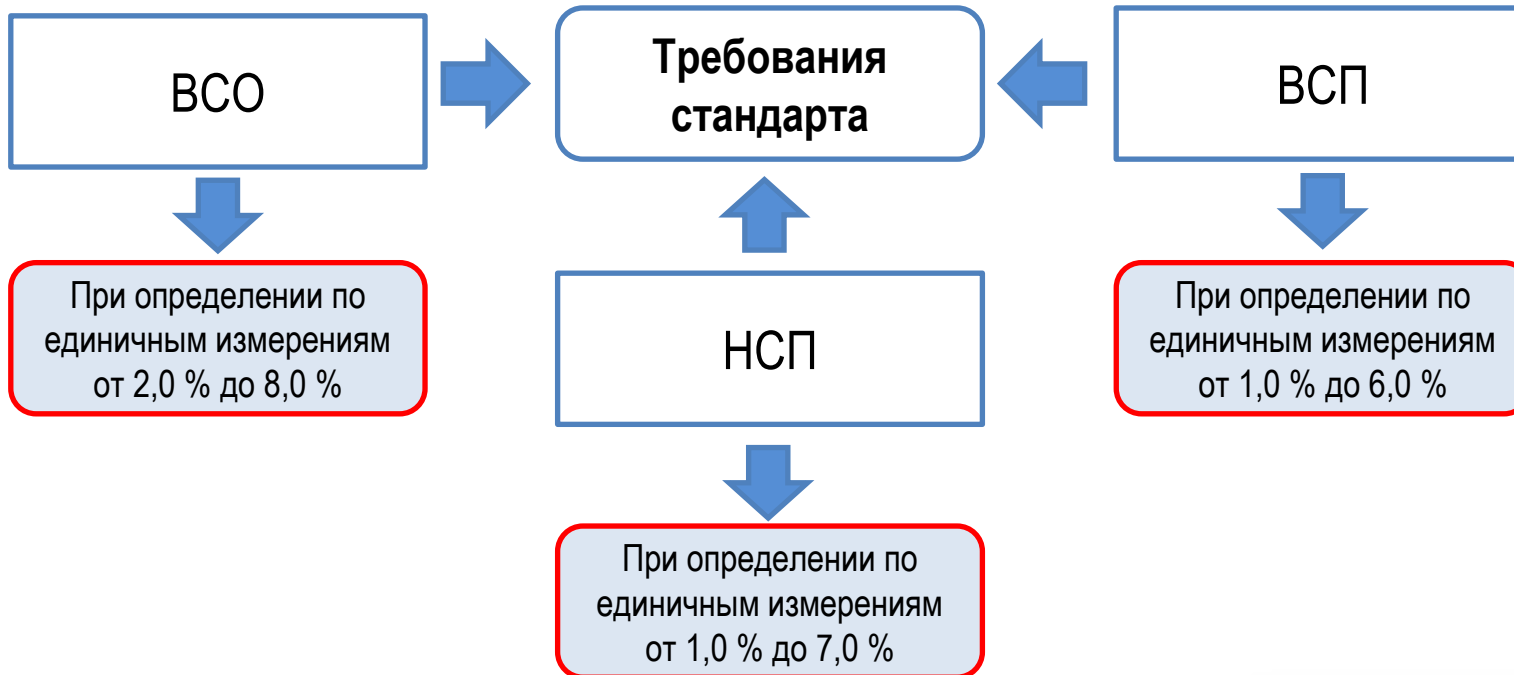 ВСО
Требования
стандарта
ВСП
При определении по
единичным измерениям
от 2,0 % до 8,0 %
НСП
При определении по
единичным измерениям
от 1,0 % до 6,0 %
При определении по
единичным измерениям
от 1,0 % до 7,0 %